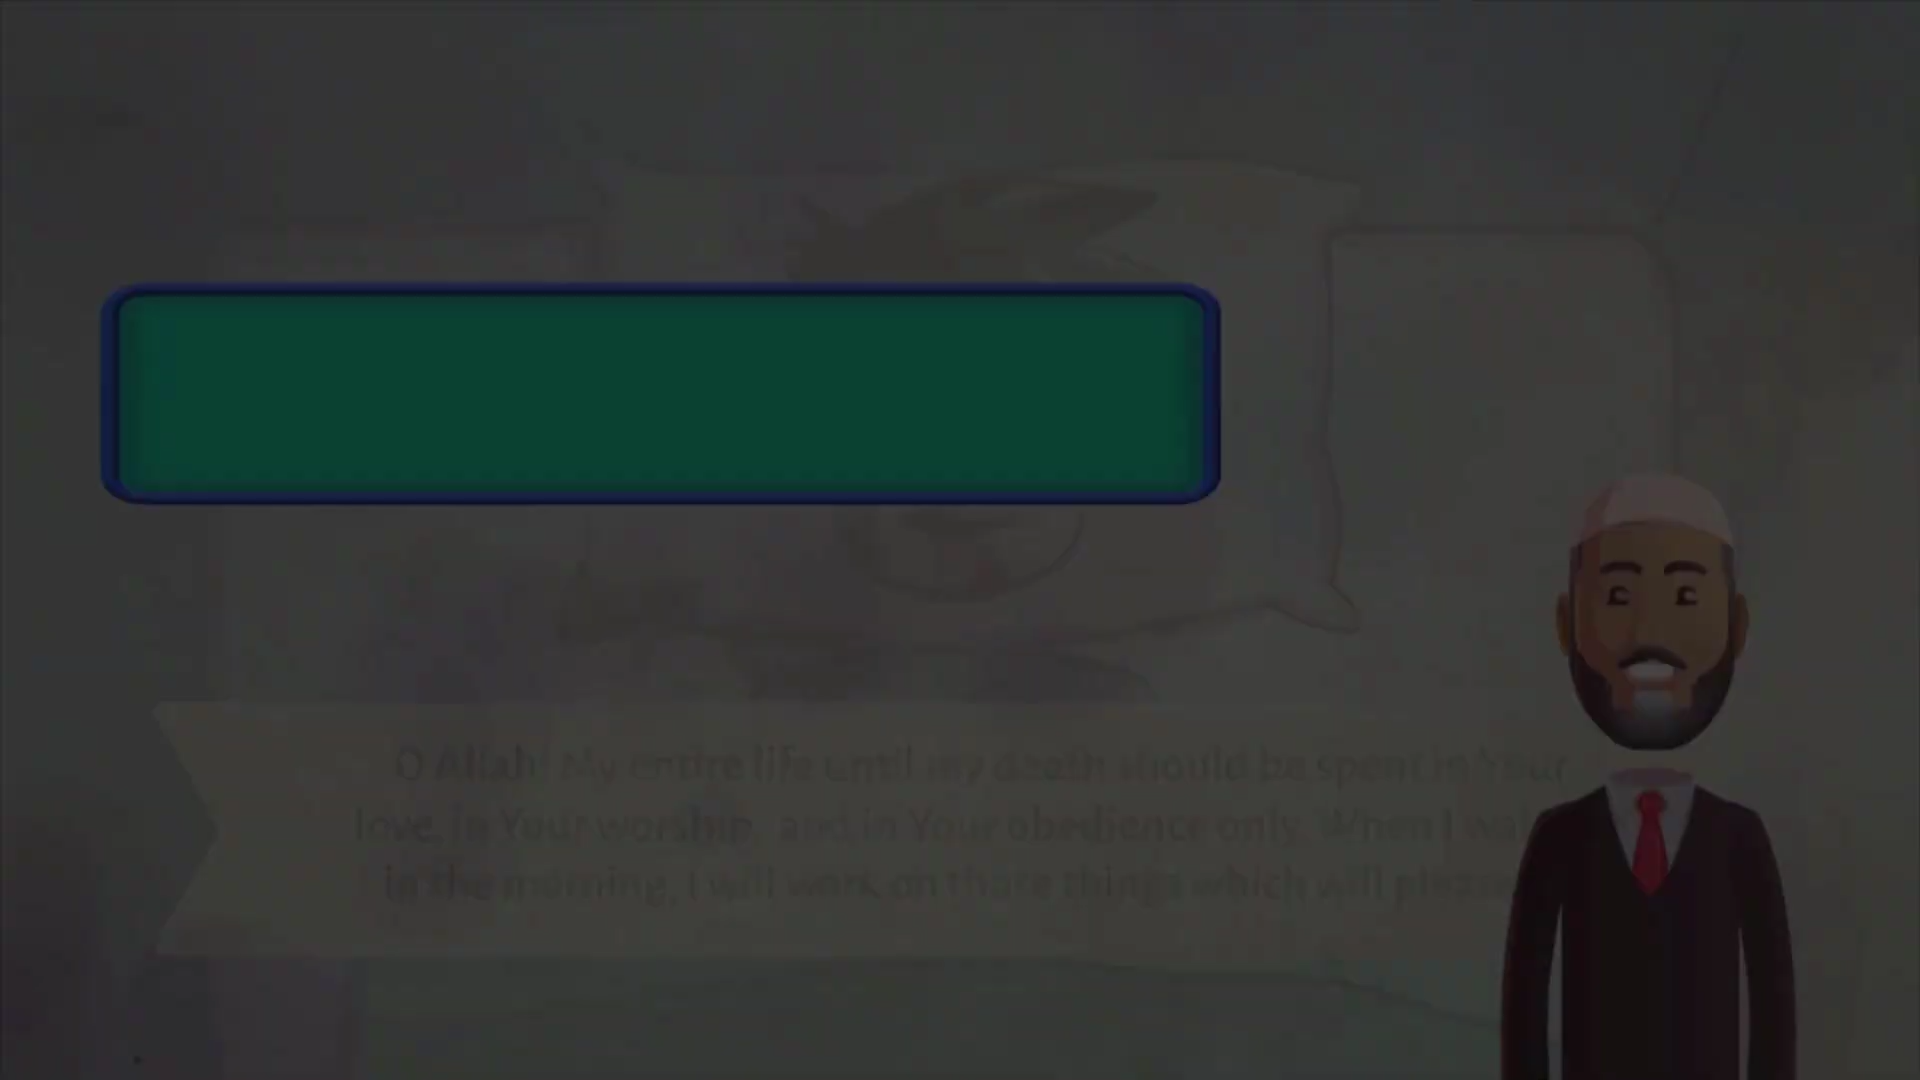 O Allah! My entire life until my death should be spent in Your
love, in Your worship, and in Your obedience only. When I
in the morning, I will work on those things which will please